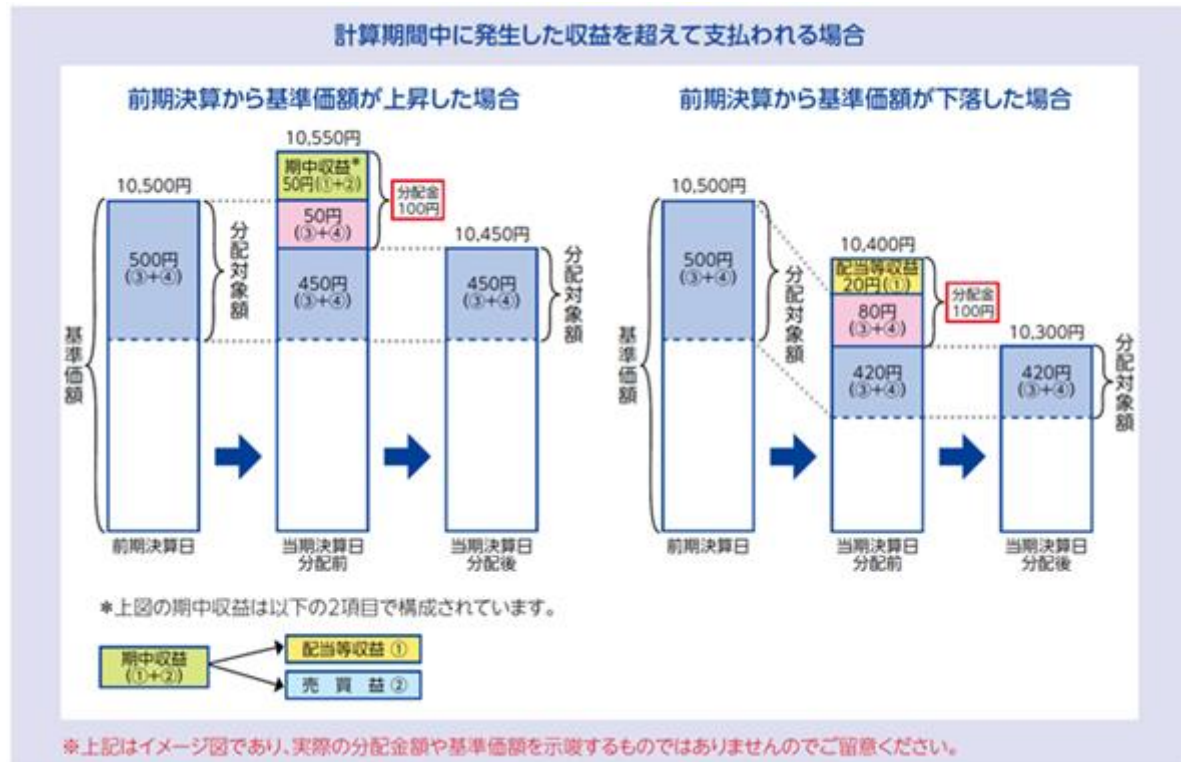 計算期間中に発生した収益を超えて支払われる場合
前期決算から基準価額が上昇した場合
10,550円
期中収益*
50円(①+②)
10,500円
分配金
100円
50円
(③+④)
10,450円
500円
(③+④)
分配対象額
450円
(③+④)
450円
(③+④)
分配対象額
基準価額
前期決算日
当期決算日
分配前
当期決算日
分配後
前期決算から基準価額が下落した場合
10,500円
10,400円
配当等収益
20円(①)
500円
(③+④)
分配対象額
分配金
100円
80円
(③+④)
10,300円
420円
(③+④)
420円
(③+④)
分配対象額
基準価額
前期決算日
当期決算日
分配前
当期決算日
分配後
*上図の期中収益は以下の2項目で構成されています。
期中収益
(①+②)
配当等収益 ①
売 買 益 ②
※上記はイメージ図であり、実際の分配金額や基準価額を示唆するものではありませんのでご留意ください。